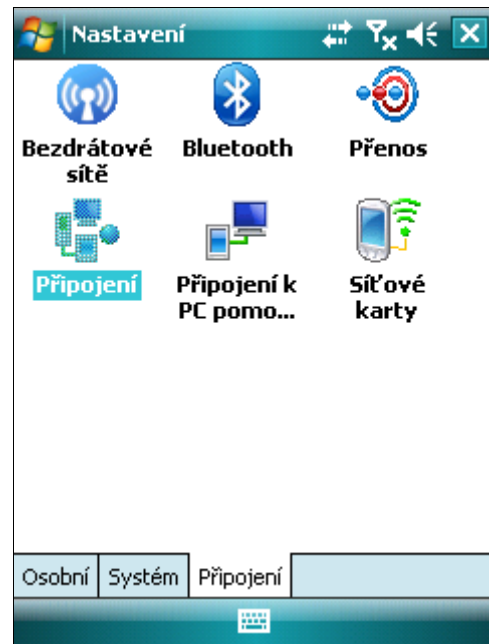 Nastavení
Bezdrátové
sítě
Bluetooth
Přenos
Připojení
Připojení k
PC pomo...
Síťové
karty
Osobní
Systém
Připojení